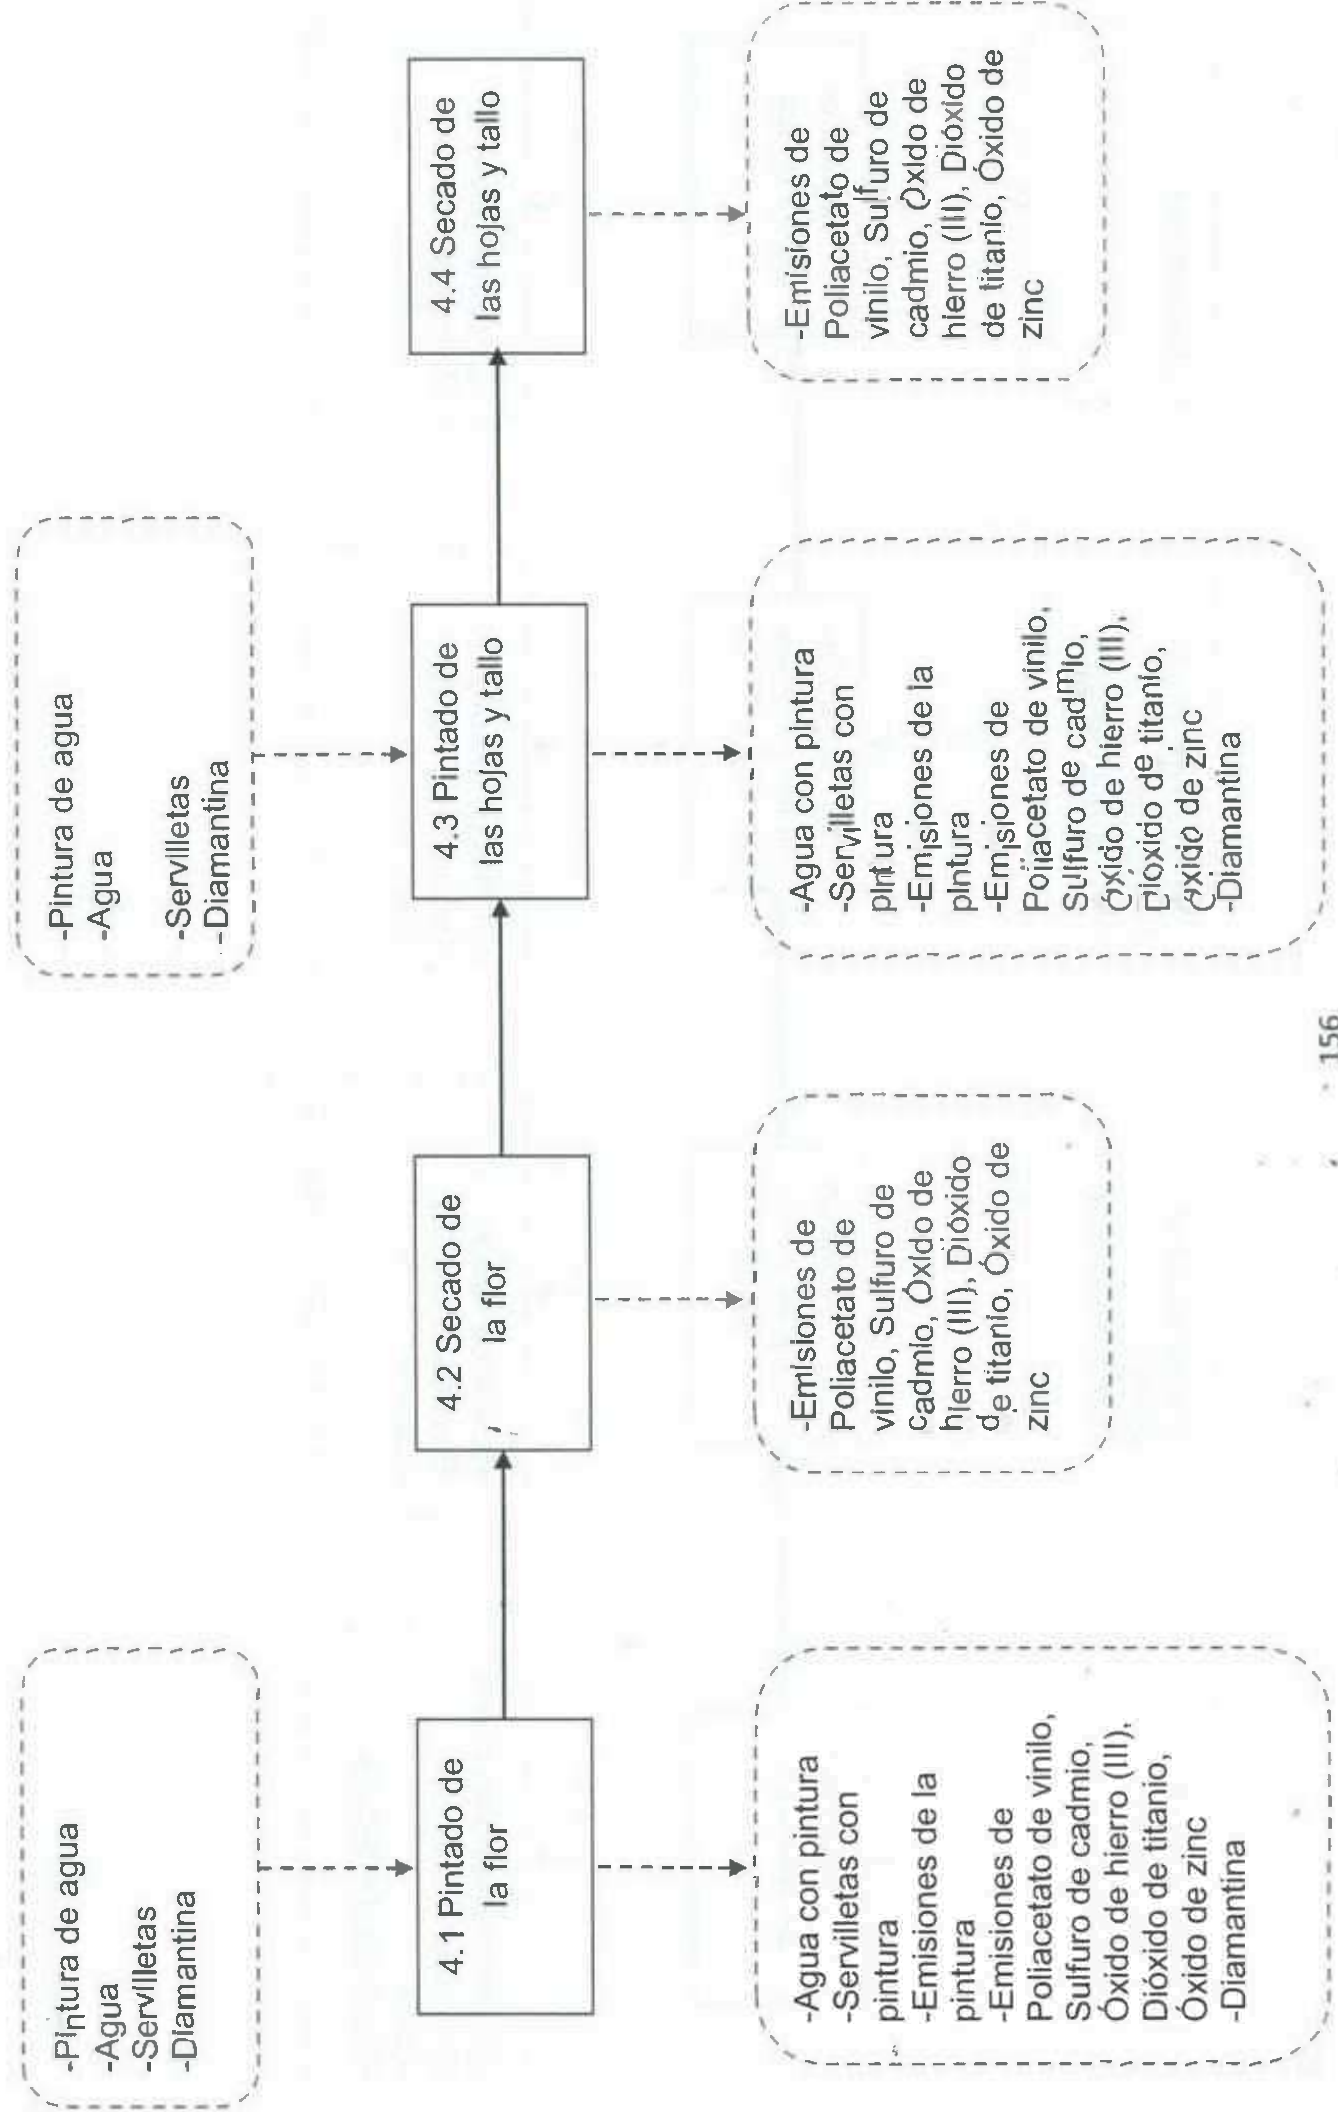 -Pintura de agua
-Agua
-Servilletas
-Diamantina
4.1 Pintado de
la flor
-Agua con pintura
-Servilletas con
pintura
-Emisiones de la
pintura
-Emisiones de
Poliacetato de vinilo,
Sulfuro de cadmio,
Óxido de hierro (III),
Dióxido de titanio,
Óxido de zinc
-Diamantina
4.2 Secado de
la flor
-Emisiones de
Poliacetato de
vinilo, Sulfuro de
cadmio, Óxido de
hierro (III), Dióxido
de titanio, Óxido de
zinc
-Pintura de agua
-Agua
-Servilletas
-Diamantina
4.3 Pintado de
las hojas y tallo
-Agua con pintura
-Servilletas con
pintura
-Emisiones de la
pintura
-Emisiones de
Poliacetato de vinilo,
Sulfuro de cadmio,
Óxido de hierro (III),
Dióxido de titanio,
Óxido de zinc
-Diamantina
4.4 Secado de
las hojas y tallo
-Emisiones de
Poliacetato de
vinilo, Sulfuro de
cadmio, Óxido de
hierro (III), Dióxido
de titanio, Óxido de
zinc
156